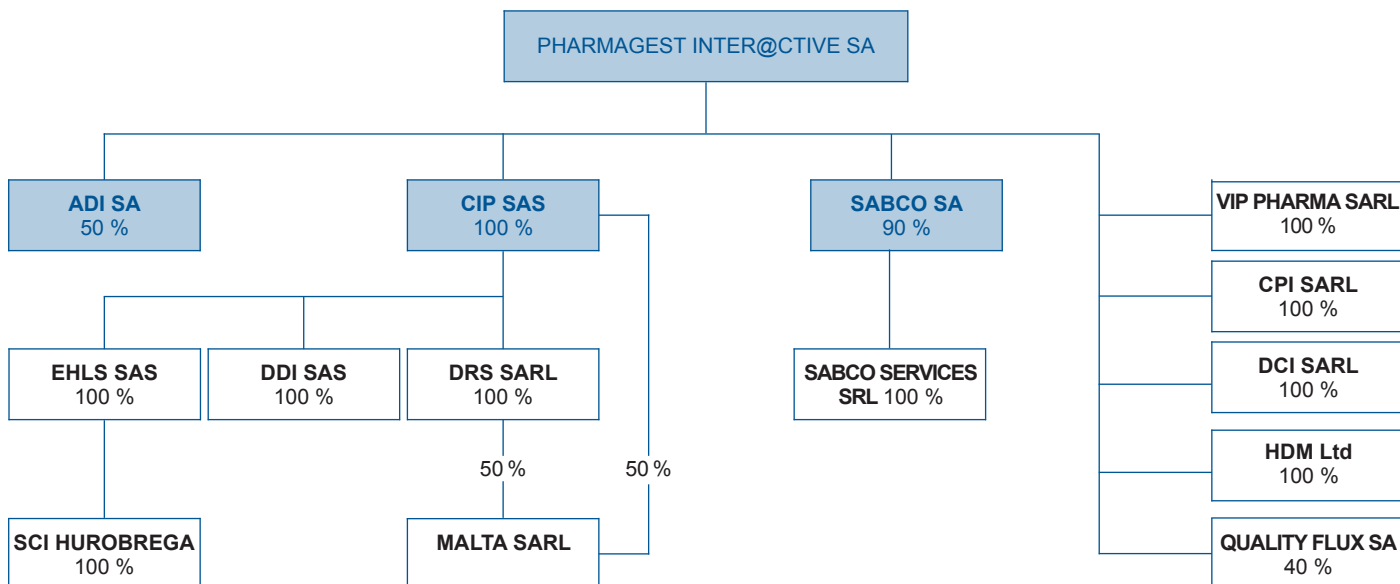 PHARMAGEST INTER@CTIVE SA
ADI SA
50 %
CIP SAS
100 %
SABCO SA
90 %
VIP PHARMA SARL
100 %
CPI SARL
100 %
EHLS SAS
100 %
DDI SAS
100 %
DRS SARL
100 %
SABCO SERVICES
SRL 100 %
DCI SARL
100 %
50 %
50 %
HDM Ltd
100 %
SCI HUROBREGA
100 %
MALTA SARL
QUALITY FLUX SA
40 %